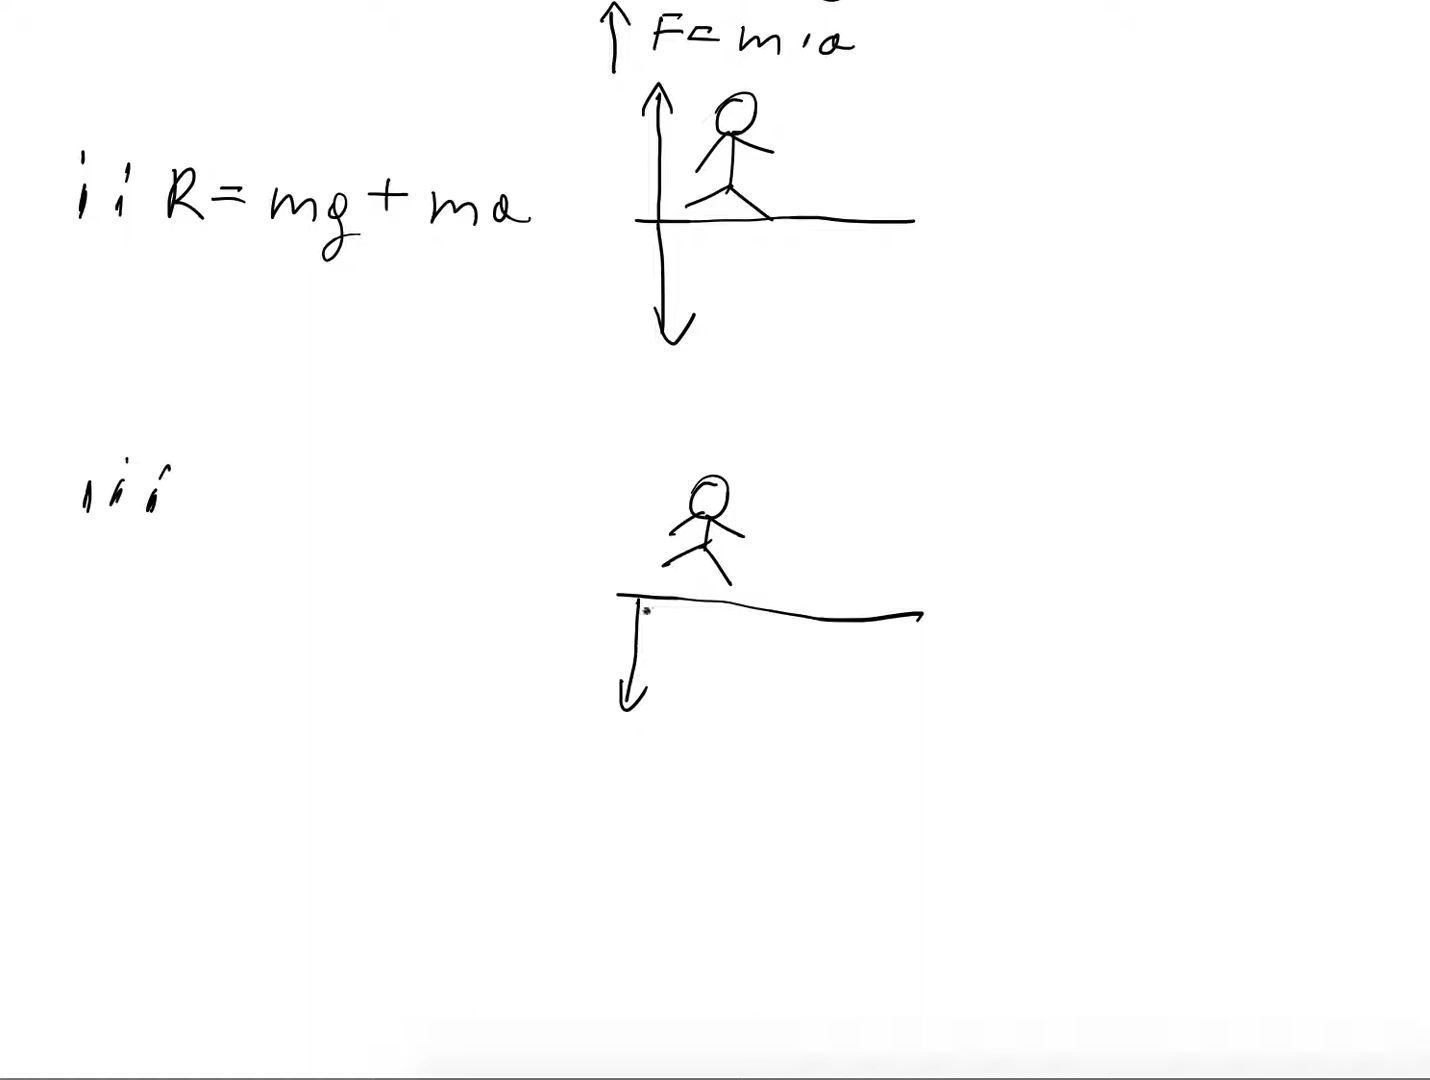 F = m·a
ii R = mg + ma
iii